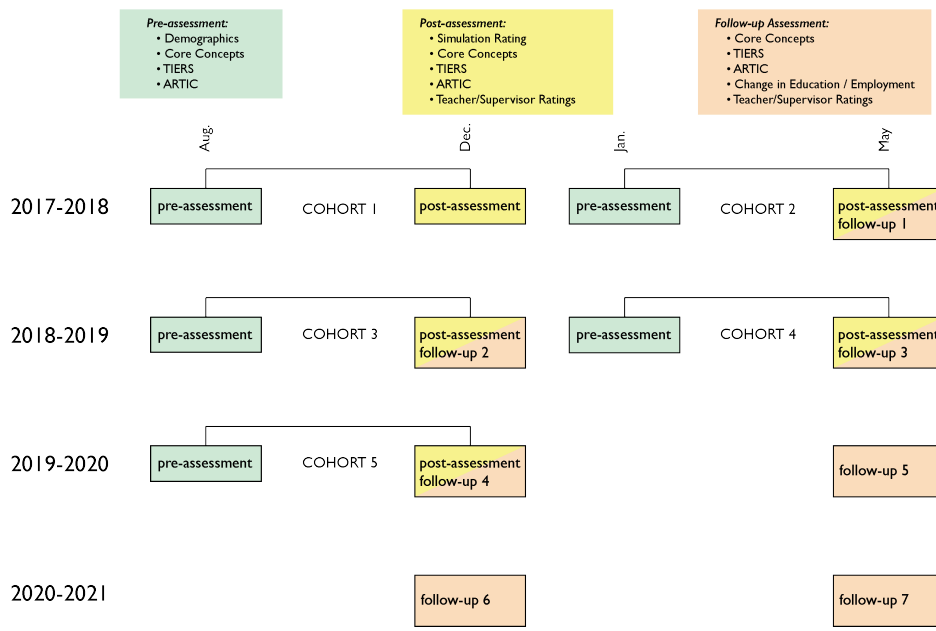 Pre-assessment:
• Demographics
• Core Concepts
• TIERS
• ARTIC
Post-assessment:
• Simulation Rating
• Core Concepts
• TIERS
• ARTIC
• Teacher/Supervisor Ratings
Follow-up Assessment:
• Core Concepts
• TIERS
• ARTIC
• Change in Education / Employment
• Teacher/Supervisor Ratings
Aug.
Dec.
Jan.
May
2017-2018
pre-assessment
COHORT 1
post-assessment
pre-assessment
COHORT 2
post-assessment
follow-up 1
2018-2019
pre-assessment
COHORT 3
post-assessment
follow-up 2
pre-assessment
COHORT 4
post-assessment
follow-up 3
2019-2020
pre-assessment
COHORT 5
post-assessment
follow-up 4
follow-up 5
2020-2021
follow-up 6
follow-up 7